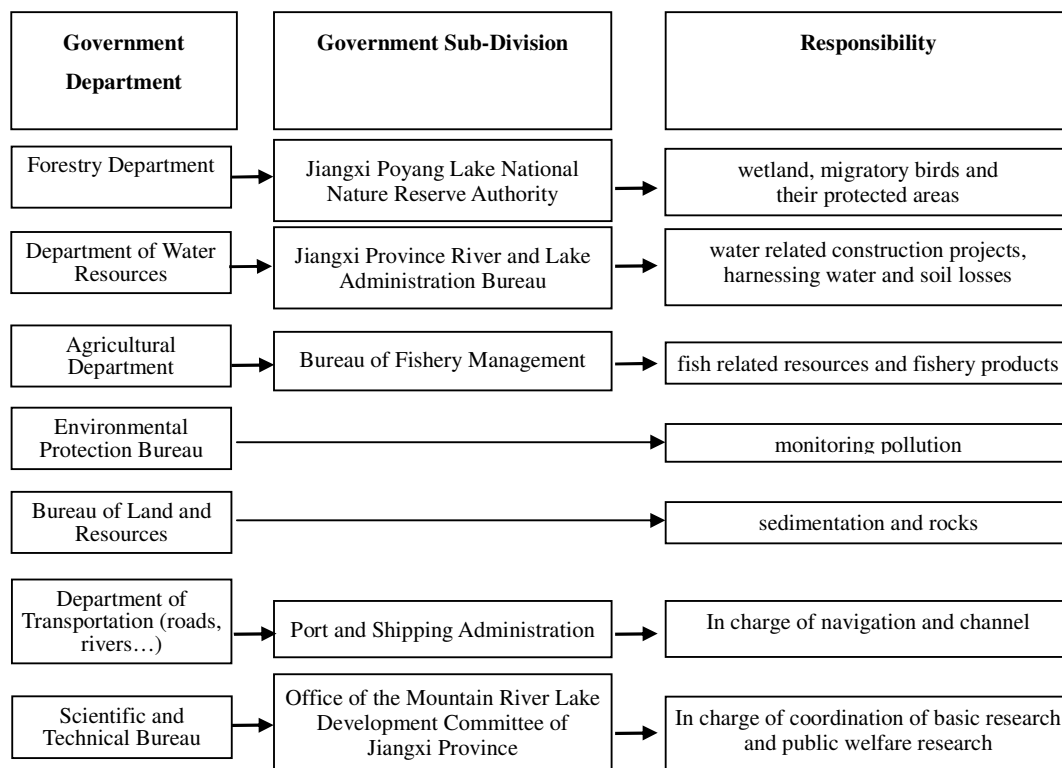 Government
Department
Government Sub-Division
Responsibility
Forestry Department
Jiangxi Poyang Lake National
Nature Reserve Authority
wetland, migratory birds and
their protected areas
Department of Water
Resources
Jiangxi Province River and Lake
Administration Bureau
water related construction projects,
harnessing water and soil losses
Agricultural
Department
Bureau of Fishery Management
fish related resources and fishery products
Environmental
Protection Bureau
monitoring pollution
Bureau of Land and
Resources
sedimentation and rocks
Department of
Transportation (roads,
rivers…)
Port and Shipping Administration
In charge of navigation and channel
Scientific and
Technical Bureau
Office of the Mountain River Lake
Development Committee of
Jiangxi Province
In charge of coordination of basic research
and public welfare research